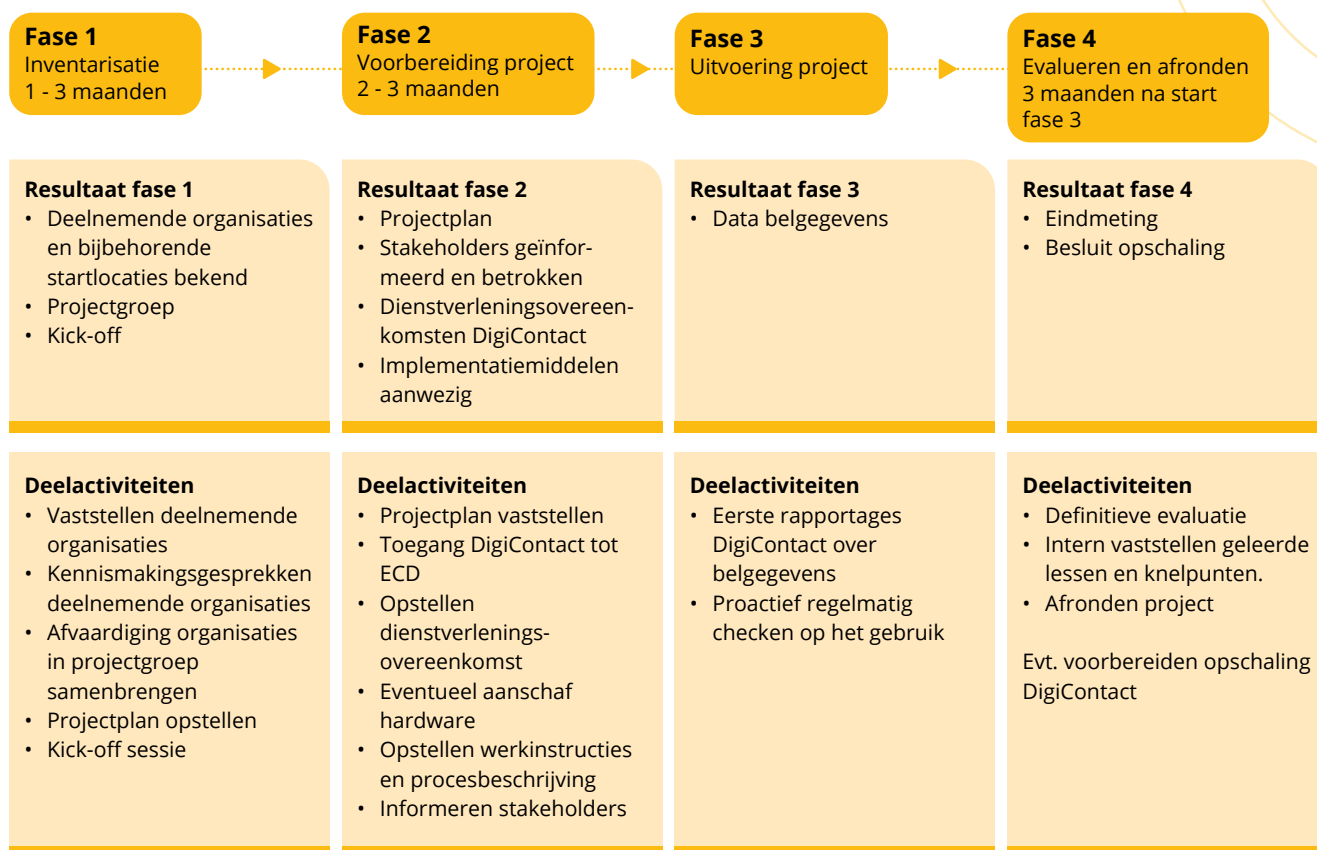 Fase 1
Inventarisatie
1 - 3 maanden
Fase 2
Voorbereiding project
2 - 3 maanden
Fase 3
Uitvoering project
Fase 4
Evalueren en afronden
3 maanden na start
fase 3
Resultaat fase 1
• Deelnemende organisaties
en bijbehorende
startlocaties bekend
• Projectgroep
• Kick-off
Resultaat fase 2
• Projectplan
• Stakeholders geïnfor-
meerd en betrokken
• Dienstverleningsovereen-
komsten DigiContact
• Implementatiemiddelen
aanwezig
Resultaat fase 3
• Data belgegevens
Resultaat fase 4
• Eindmeting
• Besluit opschaling
Deelactiviteiten
• Vaststellen deelnemende
organisaties
• Kennismakingsgesprekken
deelnemende organisaties
• Afvaardiging organisaties
in projectgroep
samenbrengen
• Projectplan opstellen
• Kick-off sessie
Deelactiviteiten
• Projectplan vaststellen
• Toegang DigiContact tot
ECD
• Opstellen
dienstverlenings-
overeenkomst
• Eventueel aanschaf
hardware
• Opstellen werkinstructies
en procesbeschrijving
• Informeren stakeholders
Deelactiviteiten
• Eerste rapportages
DigiContact over
belgegevens
• Proactief regelmatig
checken op het gebruik
Deelactiviteiten
• Definitieve evaluatie
• Intern vaststellen geleerde
lessen en knelpunten.
• Afronden project
Evt. voorbereiden opschaling
DigiContact